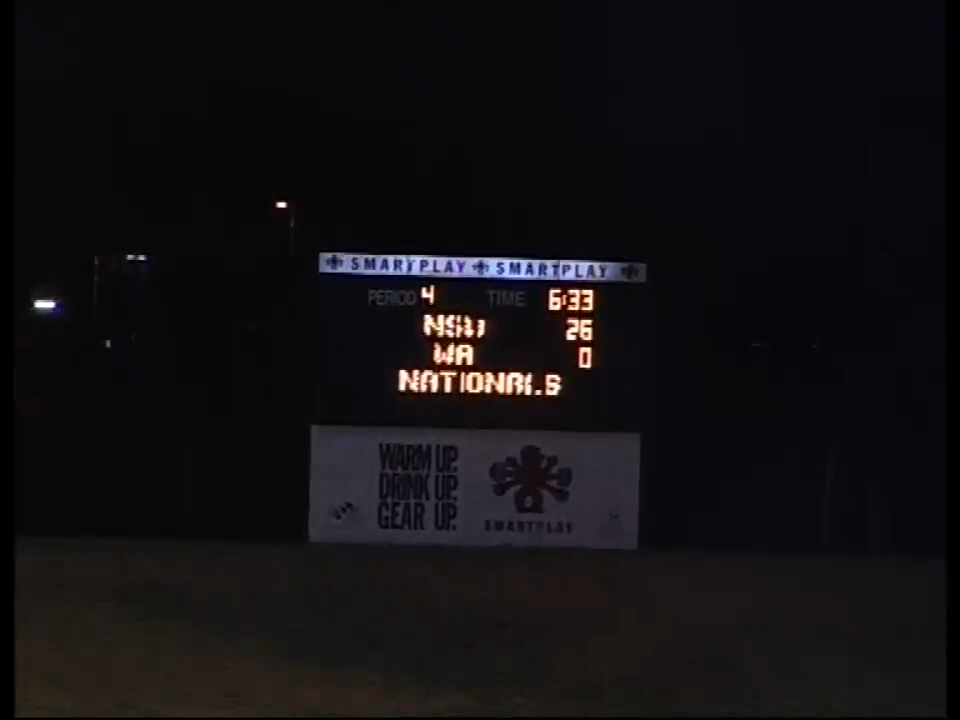 SMARTPLAY SMARTPLAY
PERIOD 4 TIME 6:33
NSW 26
WA 0
NATIONALS
WARM UP.
DRINK UP.
GEAR UP.
SMARTPLAY